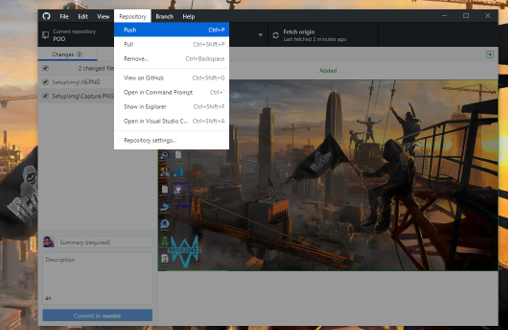 File Edit View Repository Branch Help
Current repository
POO
Fetch origin
Last fetched 2 minutes ago
Push Ctrl+P
Pull Ctrl+Shift+P
Remove... Ctrl+Backspace
View on GitHub Ctrl+Shift+G
Open in Command Prompt Ctrl+`
Show in Explorer Ctrl+Shift+F
Open in Visual Studio C... Ctrl+Shift+A
Repository settings...
Changes 2
2 changed file
Setup\img\16.PNG
Setup\img\Captura PNG
Added
Summary (required)
Description
Commit to master